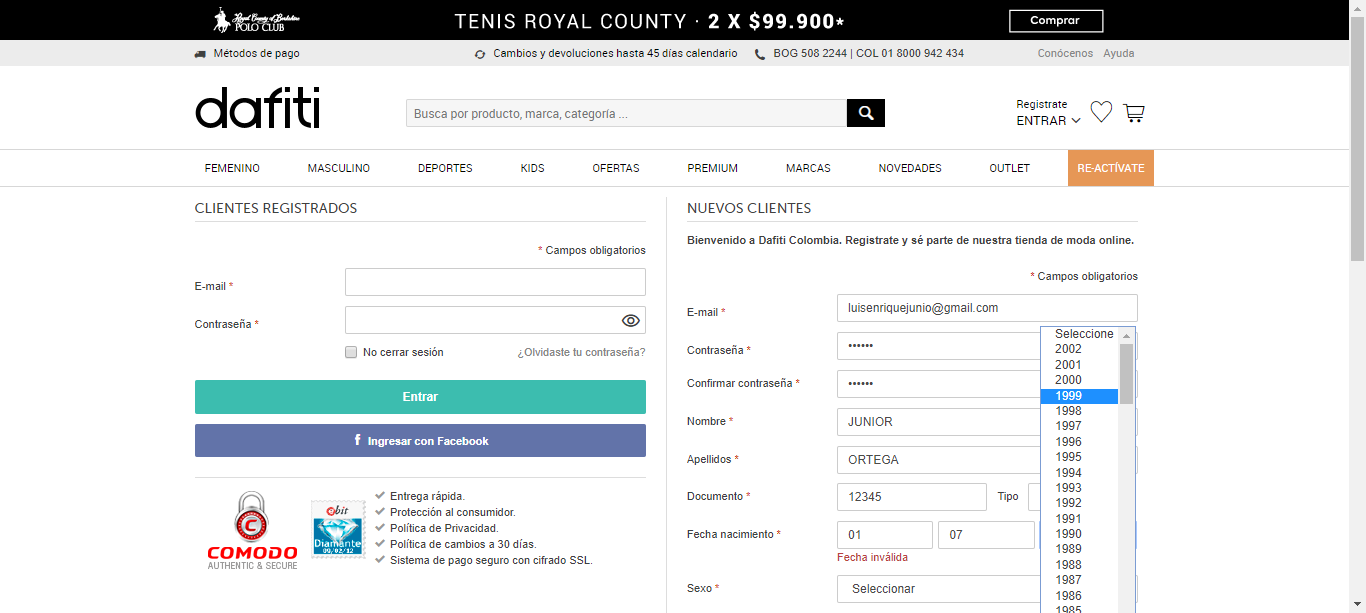 Royal County of Berkshire
POLO CLUB
TENIS ROYAL COUNTY · 2 X $99.900*
Comprar
Métodos de pago
Cambios y devoluciones hasta 45 días calendario
BOG 508 2244 | COL 01 8000 942 434
Conócenos Ayuda
dafiti
Busca por producto, marca, categoría ...
Registrate
ENTRAR
FEMENINO MASCULINO DEPORTES KIDS OFERTAS PREMIUM MARCAS NOVEDADES OUTLET RE-ACTÍVATE
CLIENTES REGISTRADOS
* Campos obligatorios
E-mail *
Contraseña *
No cerrar sesión
¿Olvidaste tu contraseña?
Entrar
f Ingresar con Facebook
C
COMODO
AUTHENTIC & SECURE
ebit
Diamante
09/02/12
Entrega rápida.
Protección al consumidor.
Política de Privacidad.
Política de cambios a 30 días.
Sistema de pago seguro con cifrado SSL.
NUEVOS CLIENTES
Bienvenido a Dafiti Colombia. Registrate y sé parte de nuestra tienda de moda online.
* Campos obligatorios
E-mail * luisenriquejunio@gmail.com
Contraseña * ••••••
Confirmar contraseña * ••••••
Nombre * JUNIOR
Apellidos * ORTEGA
Documento * 12345 Tipo
Fecha nacimiento * 01 07
Fecha inválida
Sexo * Seleccionar
Seleccione
2002
2001
2000
1999
1998
1997
1996
1995
1994
1993
1992
1991
1990
1989
1988
1987
1986
1985